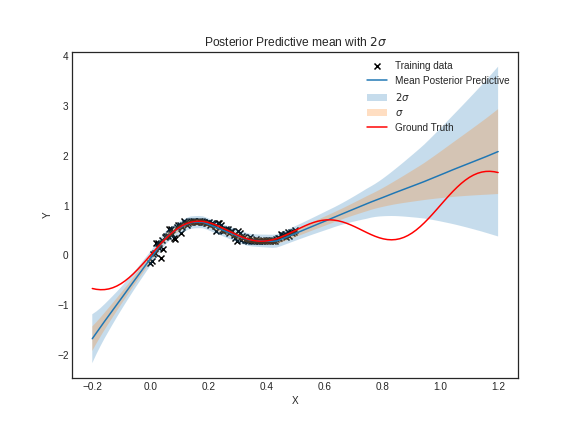 Posterior Predictive mean with 2σ
4
3
2
1
0
−1
−2
Y
Training data
Mean Posterior Predictive
2σ
σ
Ground Truth
−0.2 0.0 0.2 0.4 0.6 0.8 1.0 1.2
X